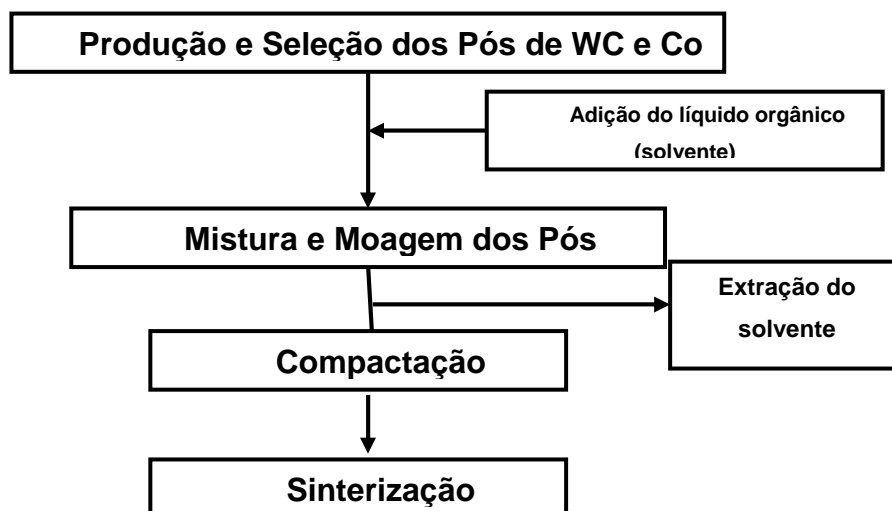 Produção e Seleção dos Pós de WC e Co
Adição do líquido orgânico
(solvente)
Mistura e Moagem dos Pós
Extração do
solvente
Compactação
Sinterização